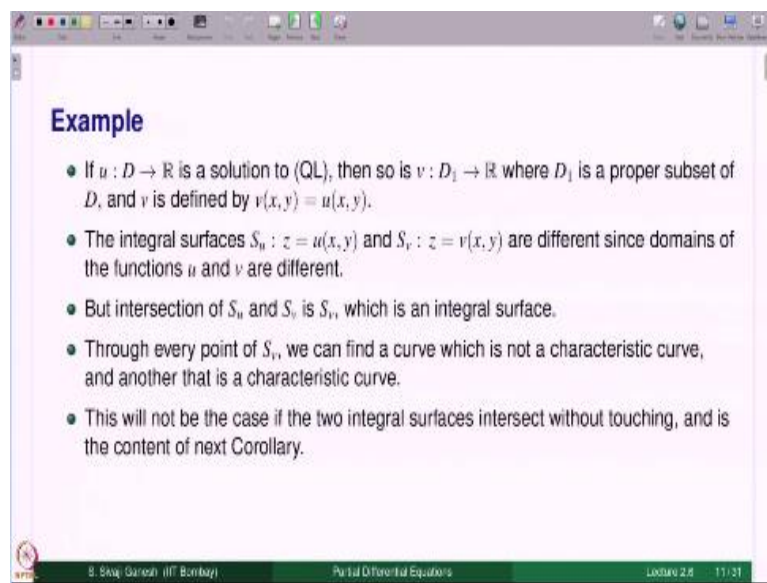 Example
If u : D → ℝ is a solution to (QL), then so is v : D₁ → ℝ where D₁ is a proper subset of
D, and v is defined by v(x, y) = u(x, y).
The integral surfaces Sᵤ : z = u(x, y) and Sᵥ : z = v(x, y) are different since domains of
the functions u and v are different.
But intersection of Sᵤ and Sᵥ is Sᵥ, which is an integral surface.
Through every point of Sᵥ, we can find a curve which is not a characteristic curve,
and another that is a characteristic curve.
This will not be the case if the two integral surfaces intersect without touching, and is
the content of next Corollary.
S. Sivaji Ganesh (IIT Bombay) Partial Differential Equations Lecture 2.6 11/31